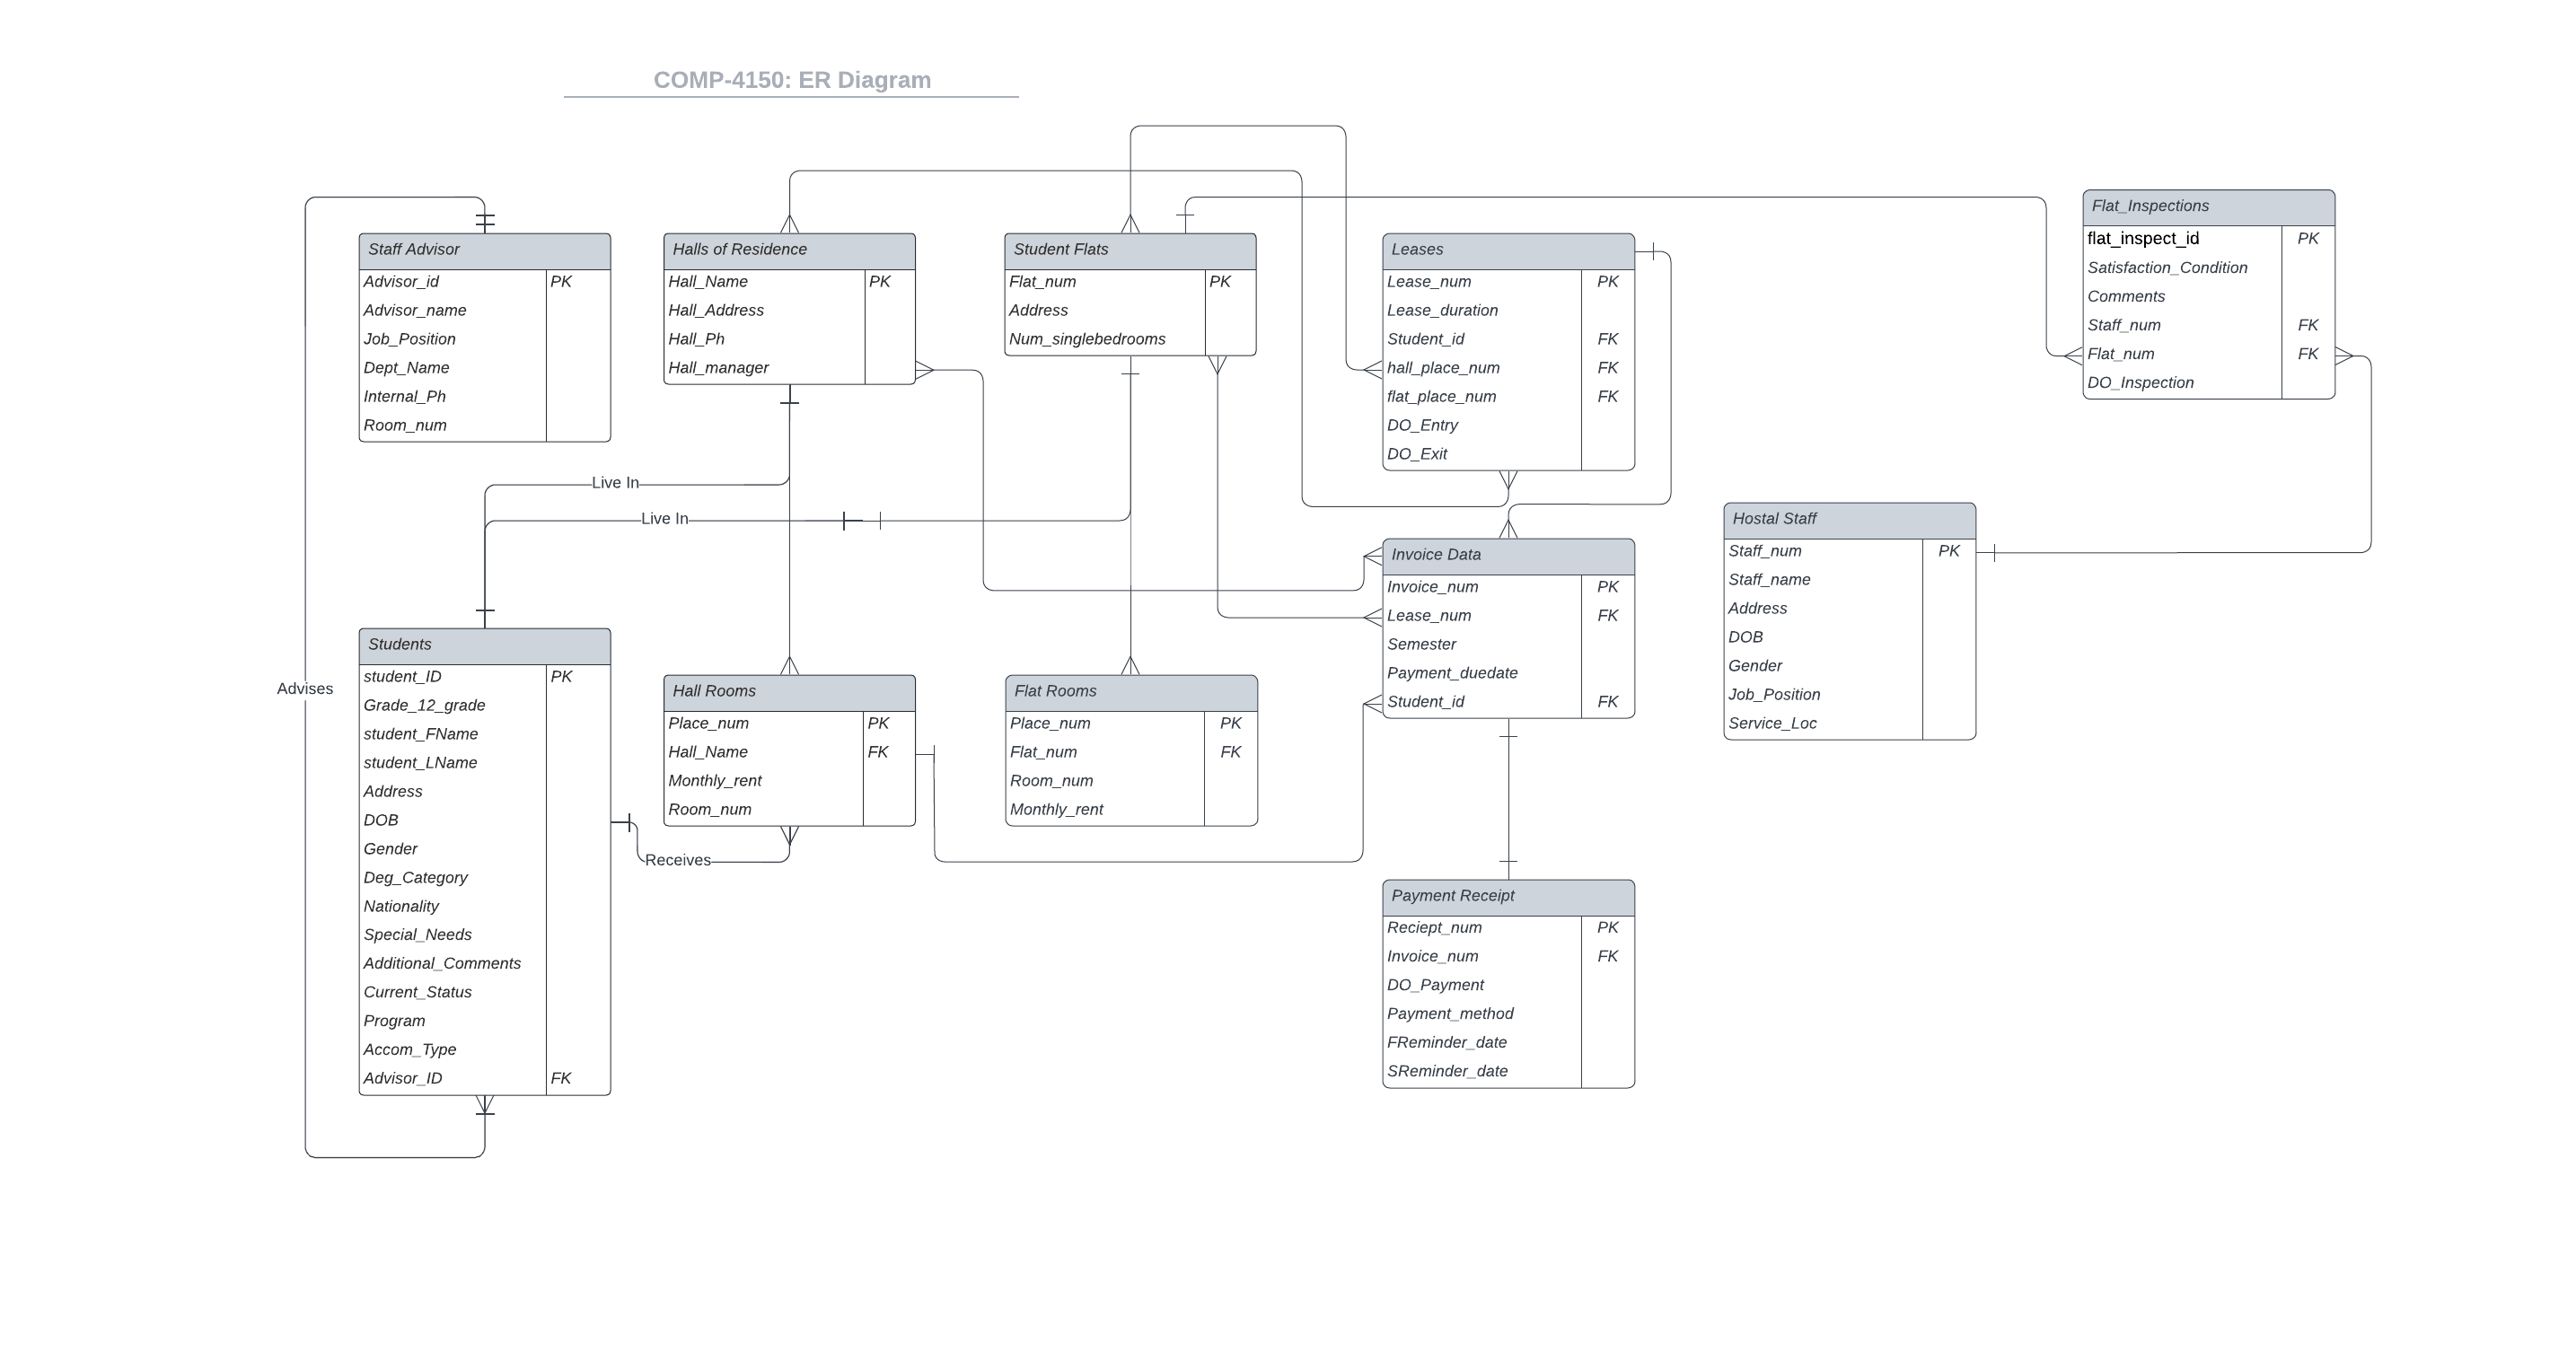 COMP-4150: ER Diagram
Staff Advisor
Advisor_id PK
Advisor_name
Job_Position
Dept_Name
Internal_Ph
Room_num
Halls of Residence
Hall_Name PK
Hall_Address
Hall_Ph
Hall_manager
Student Flats
Flat_num PK
Address
Num_singlebedrooms
Leases
Lease_num PK
Lease_duration
Student_id FK
hall_place_num FK
flat_place_num FK
DO_Entry
DO_Exit
Flat_Inspections
flat_inspect_id PK
Satisfaction_Condition
Comments
Staff_num FK
Flat_num FK
DO_Inspection
Live In
Live In
Advises
Receives
Students
student_ID PK
Grade_12_grade
student_FName
student_LName
Address
DOB
Gender
Deg_Category
Nationality
Special_Needs
Additional_Comments
Current_Status
Program
Accom_Type
Advisor_ID FK
Hall Rooms
Place_num PK
Hall_Name FK
Monthly_rent
Room_num
Flat Rooms
Place_num PK
Flat_num FK
Room_num
Monthly_rent
Invoice Data
Invoice_num PK
Lease_num FK
Semester
Payment_duedate
Student_id FK
Hostal Staff
Staff_num PK
Staff_name
Address
DOB
Gender
Job_Position
Service_Loc
Payment Receipt
Reciept_num PK
Invoice_num FK
DO_Payment
Payment_method
FReminder_date
SReminder_date